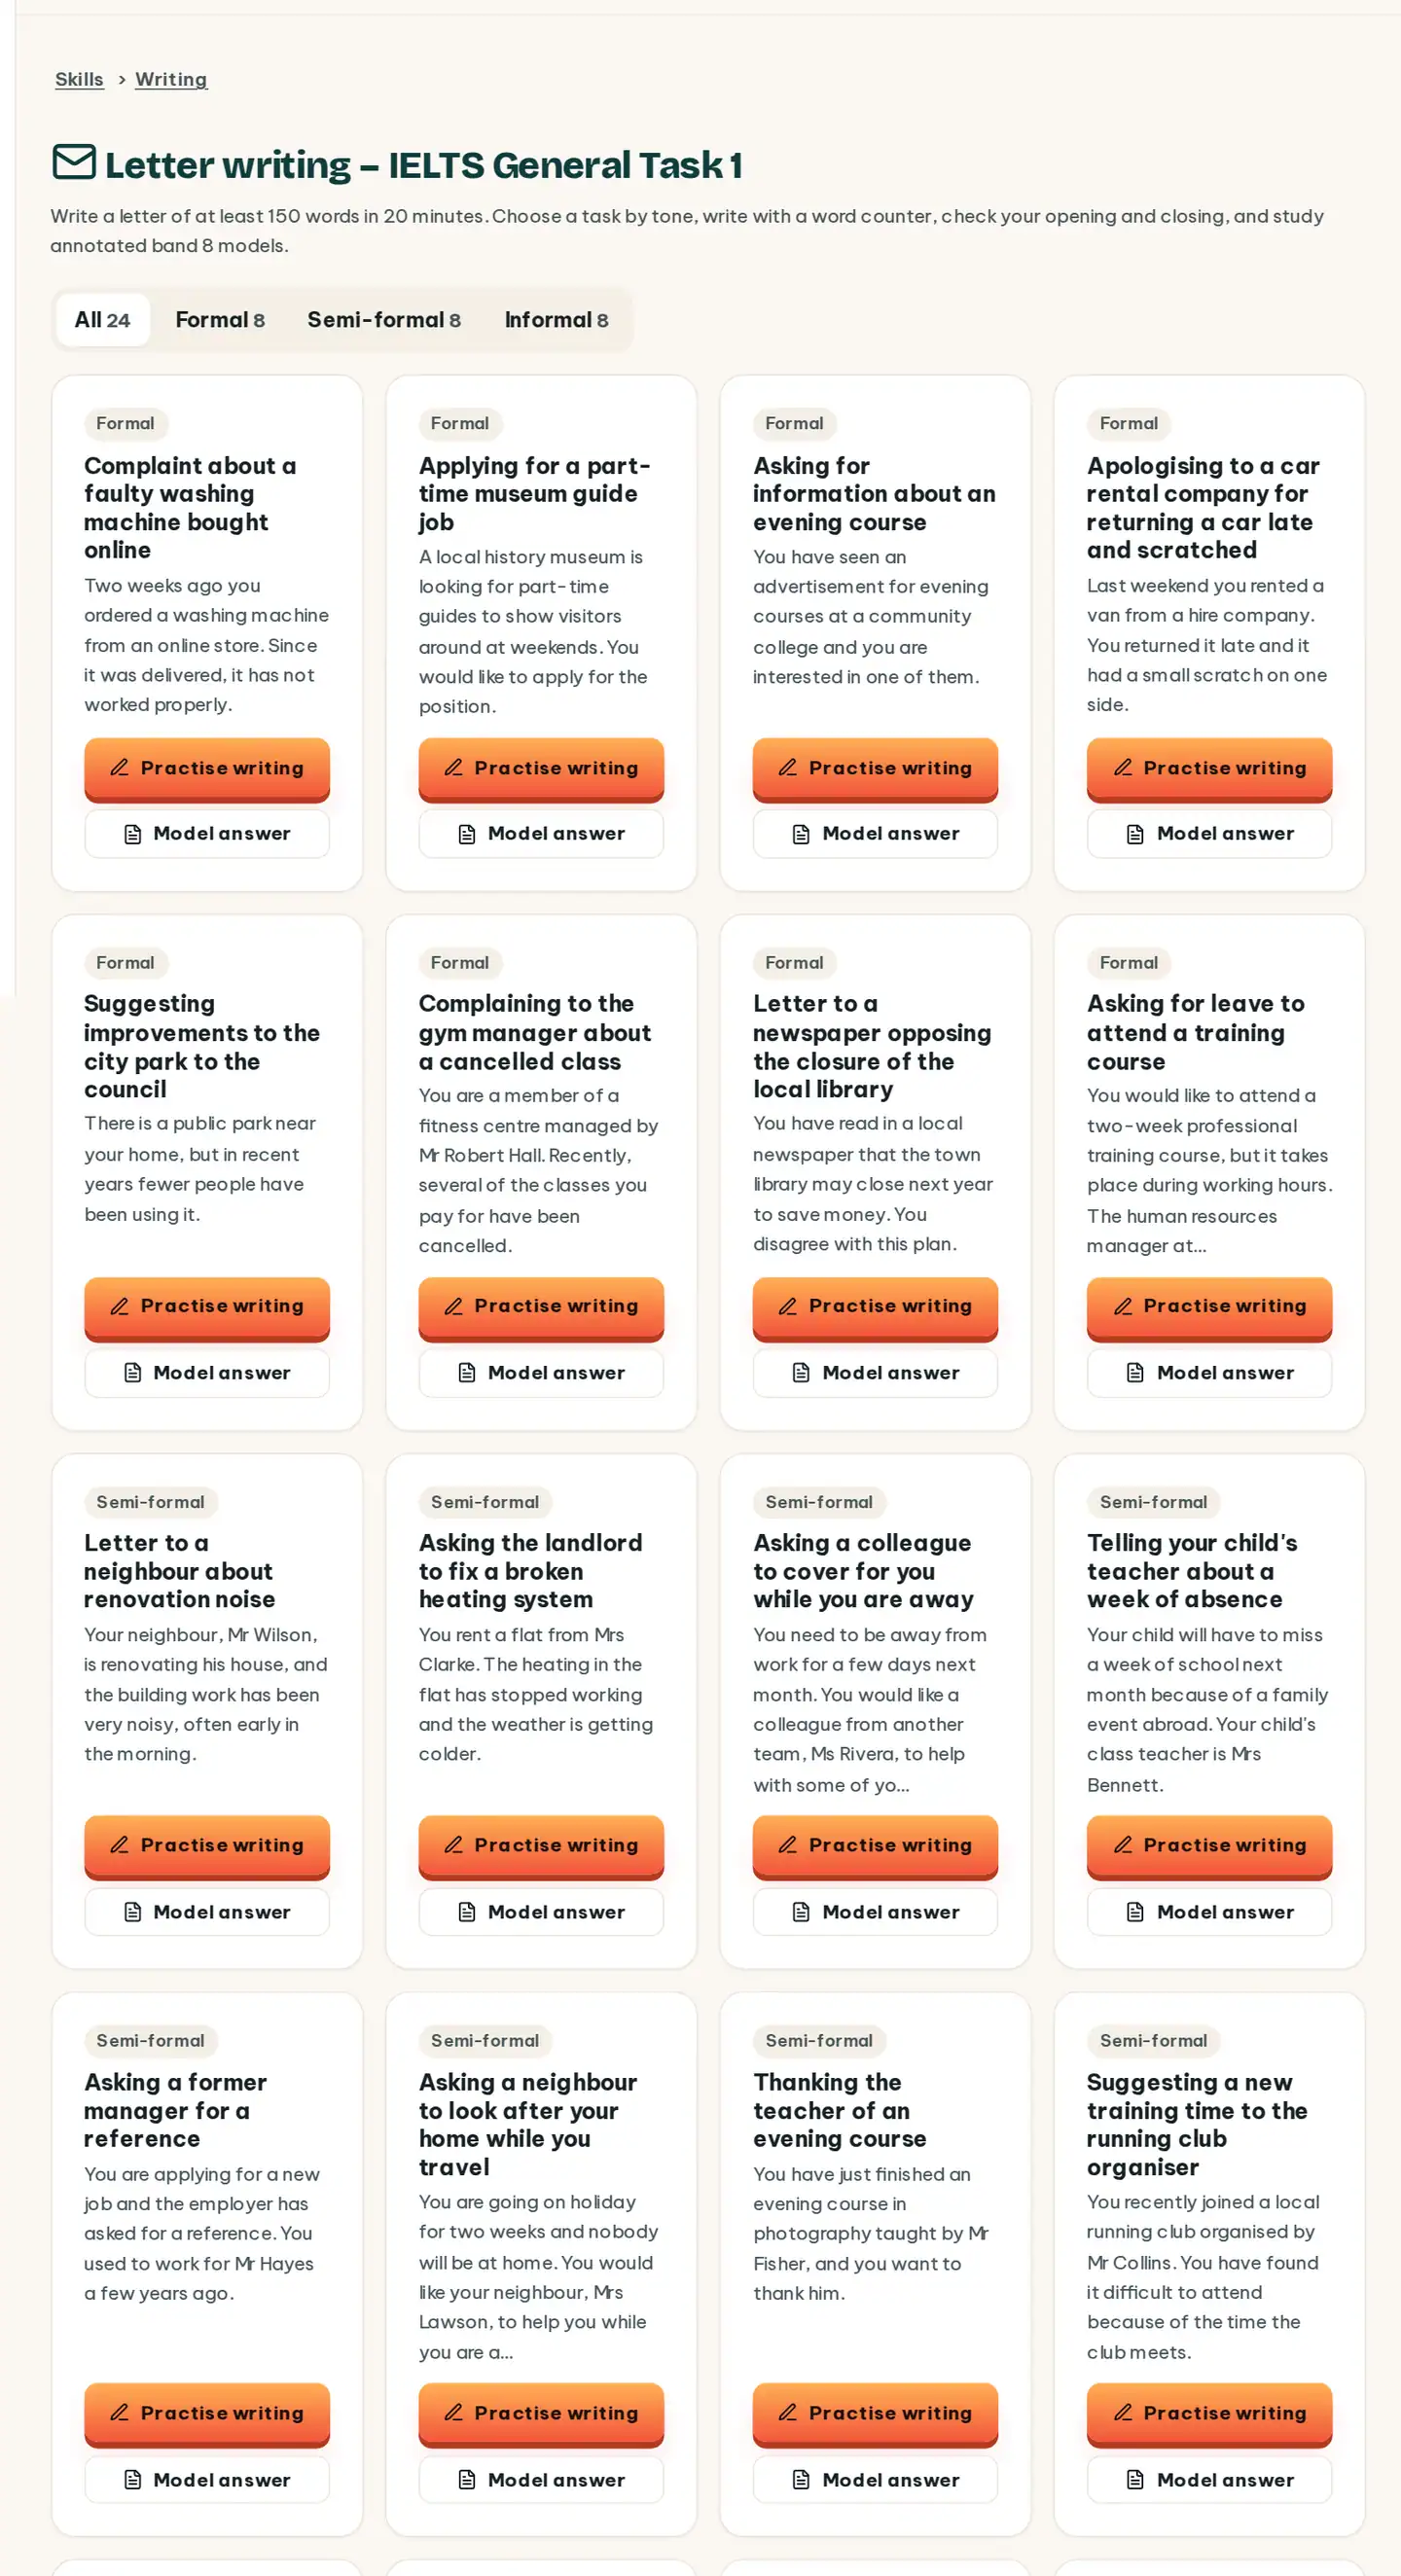 Skills > Writing
Letter writing – IELTS General Task 1
Write a letter of at least 150 words in 20 minutes. Choose a task by tone, write with a word counter, check your opening and closing, and study
annotated band 8 models.
All 24 Formal 8 Semi-formal 8 Informal 8
Formal
Complaint about a
faulty washing
machine bought
online
Two weeks ago you
ordered a washing machine
from an online store. Since
it was delivered, it has not
worked properly.
Practise writing
Model answer
Formal
Applying for a part-
time museum guide
job
A local history museum is
looking for part-time
guides to show visitors
around at weekends. You
would like to apply for the
position.
Practise writing
Model answer
Formal
Asking for
information about an
evening course
You have seen an
advertisement for evening
courses at a community
college and you are
interested in one of them.
Practise writing
Model answer
Formal
Apologising to a car
rental company for
returning a car late
and scratched
Last weekend you rented a
van from a hire company.
You returned it late and it
had a small scratch on one
side.
Practise writing
Model answer
Formal
Suggesting
improvements to the
city park to the
council
There is a public park near
your home, but in recent
years fewer people have
been using it.
Practise writing
Model answer
Formal
Complaining to the
gym manager about
a cancelled class
You are a member of a
fitness centre managed by
Mr Robert Hall. Recently,
several of the classes you
pay for have been
cancelled.
Practise writing
Model answer
Formal
Letter to a
newspaper opposing
the closure of the
local library
You have read in a local
newspaper that the town
library may close next year
to save money. You
disagree with this plan.
Practise writing
Model answer
Formal
Asking for leave to
attend a training
course
You would like to attend a
two-week professional
training course, but it takes
place during working hours.
The human resources
manager at...
Practise writing
Model answer
Semi-formal
Letter to a
neighbour about
renovation noise
Your neighbour, Mr Wilson,
is renovating his house, and
the building work has been
very noisy, often early in
the morning.
Practise writing
Model answer
Semi-formal
Asking the landlord
to fix a broken
heating system
You rent a flat from Mrs
Clarke. The heating in the
flat has stopped working
and the weather is getting
colder.
Practise writing
Model answer
Semi-formal
Asking a colleague
to cover for you
while you are away
You need to be away from
work for a few days next
month. You would like a
colleague from another
team, Ms Rivera, to help
with some of yo...
Practise writing
Model answer
Semi-formal
Telling your child's
teacher about a
week of absence
Your child will have to miss
a week of school next
month because of a family
event abroad. Your child's
class teacher is Mrs
Bennett.
Practise writing
Model answer
Semi-formal
Asking a former
manager for a
reference
You are applying for a new
job and the employer has
asked for a reference. You
used to work for Mr Hayes
a few years ago.
Practise writing
Model answer
Semi-formal
Asking a neighbour
to look after your
home while you
travel
You are going on holiday
for two weeks and nobody
will be at home. You would
like your neighbour, Mrs
Lawson, to help you while
you are a...
Practise writing
Model answer
Semi-formal
Thanking the
teacher of an
evening course
You have just finished an
evening course in
photography taught by Mr
Fisher, and you want to
thank him.
Practise writing
Model answer
Semi-formal
Suggesting a new
training time to the
running club
organiser
You recently joined a local
running club organised by
Mr Collins. You have found
it difficult to attend
because of the time the
club meets.
Practise writing
Model answer